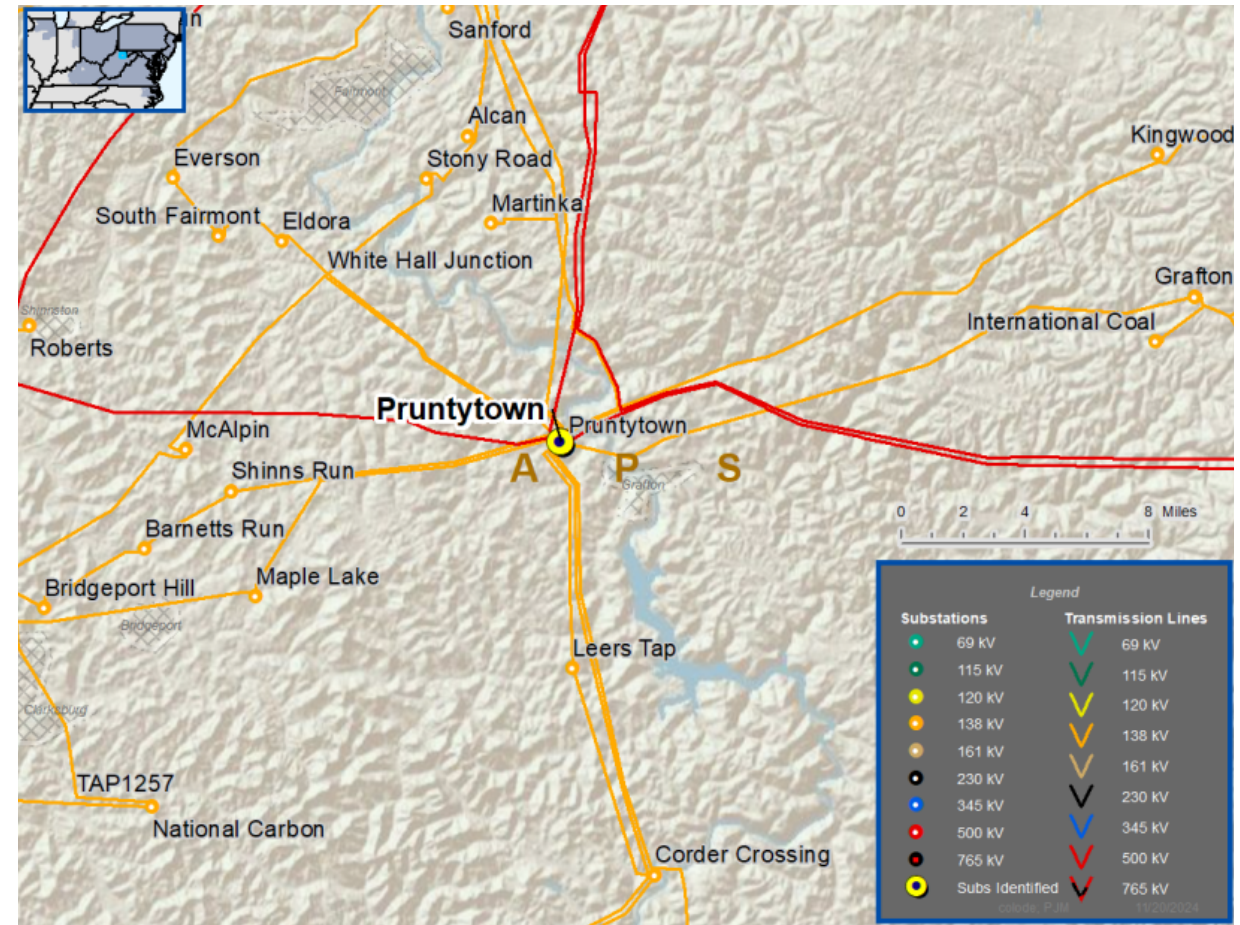 n
Sanford
Fairmont
Alcan
Kingwood
Everson
Stony Road
Martinka
South Fairmont
Eldora
White Hall Junction
Grafton
Shinnston
International Coal
Roberts
Pruntytown
Pruntytown
McAlpin
A P S
Shinns Run
Grafton
0 2 4 8 Miles
Barnetts Run
Maple Lake
Bridgeport Hill
Bridgeport
Leers Tap
Clarksburg
TAP1257
National Carbon
Corder Crossing
Legend
Substations Transmission Lines
69 kV 69 kV
115 kV 115 kV
120 kV 120 kV
138 kV 138 kV
161 kV 161 kV
230 kV 230 kV
345 kV 345 kV
500 kV 500 kV
765 kV 765 kV
Subs Identified
colode, PJM 11/20/2024